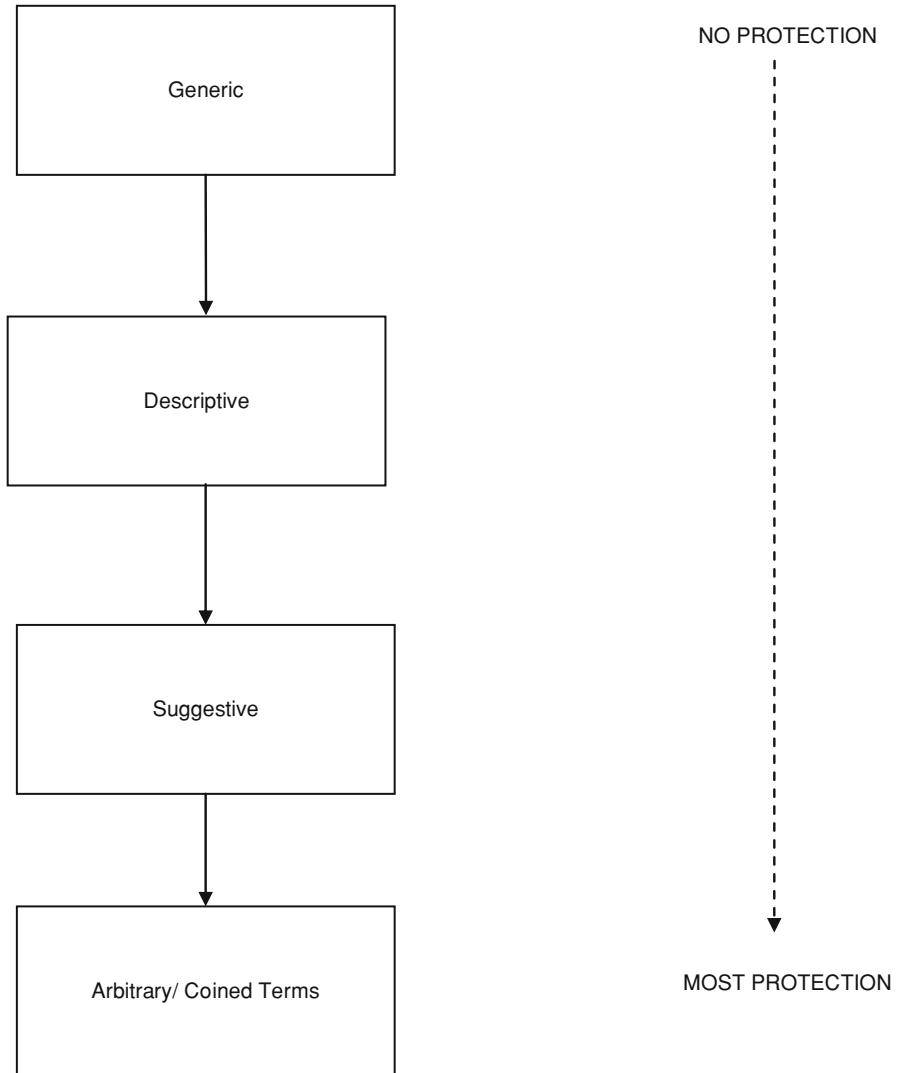 Generic
NO PROTECTION
Descriptive
Suggestive
Arbitrary/ Coined Terms
MOST PROTECTION